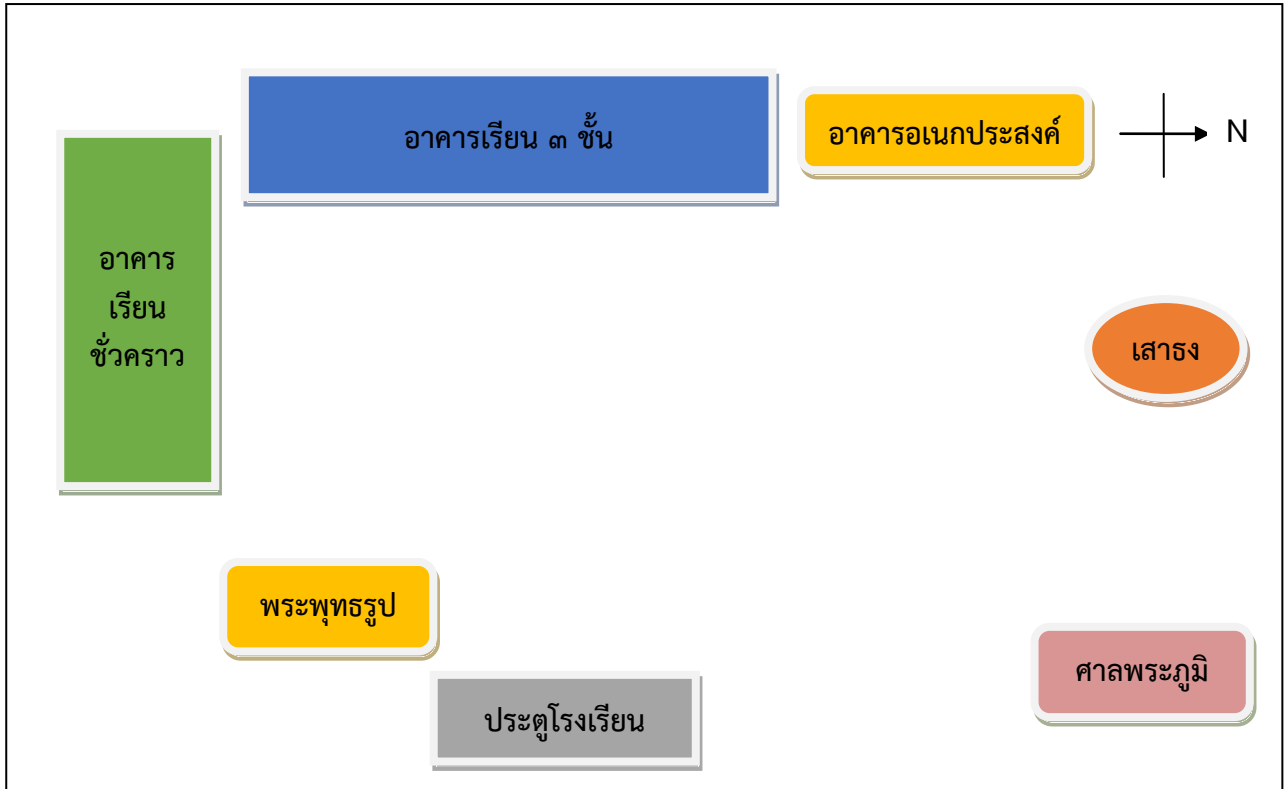 อาคารเรียน ๓ ชั้น
อาคารอเนกประสงค์
N
อาคาร
เรียน
ชั่วคราว
เสาธง
พระพุทธรูป
ศาลพระภูมิ
ประตูโรงเรียน